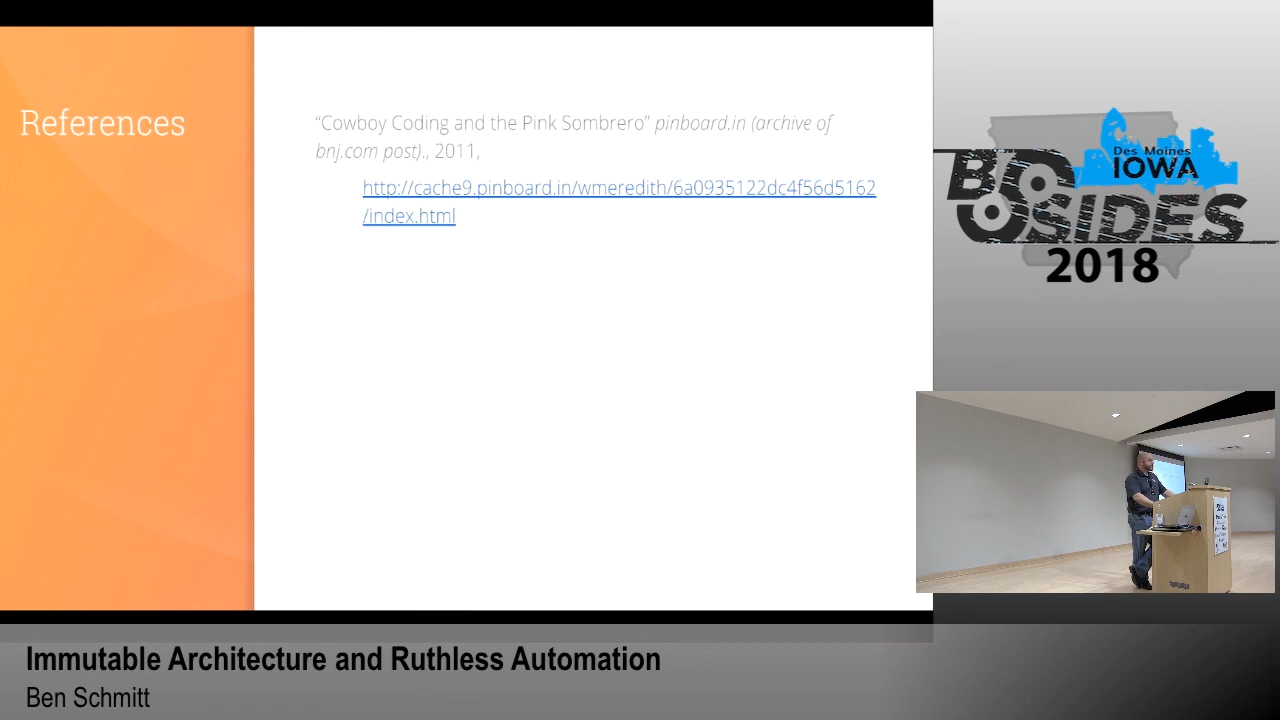 References
“Cowboy Coding and the Pink Sombrero” pinboard.in (archive of
bnj.com post)., 2011,
http://cache9.pinboard.in/wmeredith/6a0935122dc4f56d5162
/index.html
Des Moines
IOWA
BSIDES
2018
Immutable Architecture and Ruthless Automation
Ben Schmitt